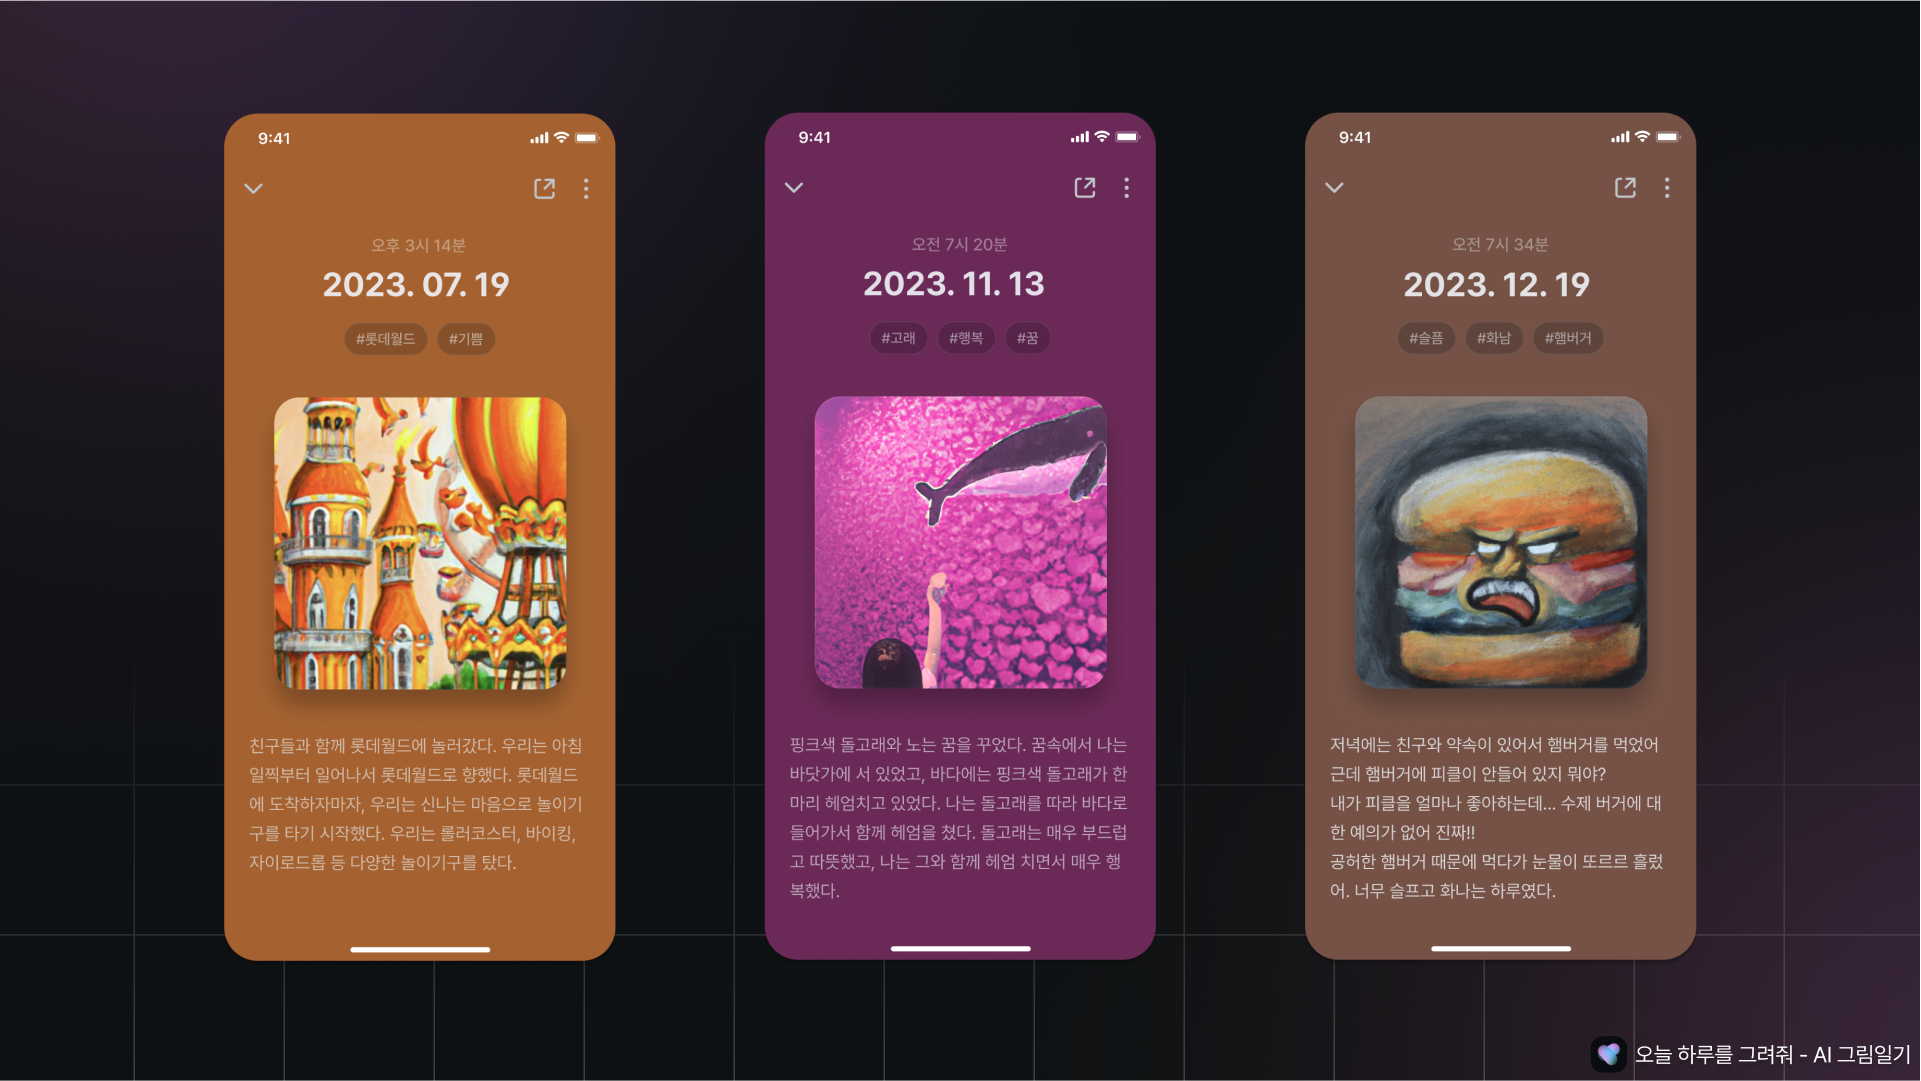 9:41
오후 3시 14분
2023. 07. 19
#롯데월드 #기쁨
친구들과 함께 롯데월드에 놀러갔다. 우리는 아침
일찍부터 일어나서 롯데월드로 향했다. 롯데월드
에 도착하자마자, 우리는 신나는 마음으로 놀이기
구를 타기 시작했다. 우리는 롤러코스터, 바이킹,
자이로드롭 등 다양한 놀이기구를 탔다.
9:41
오전 7시 20분
2023. 11. 13
#고래 #행복 #꿈
핑크색 돌고래와 노는 꿈을 꾸었다. 꿈속에서 나는
바닷가에 서 있었고, 바다에는 핑크색 돌고래가 한
마리 헤엄치고 있었다. 나는 돌고래를 따라 바다로
들어가서 함께 헤엄을 쳤다. 돌고래는 매우 부드럽
고 따뜻했고, 나는 그와 함께 헤엄 치면서 매우 행
복했다.
9:41
오전 7시 34분
2023. 12. 19
#슬픔 #화남 #햄버거
저녁에는 친구와 약속이 있어서 햄버거를 먹었어
근데 햄버거에 피클이 안들어 있지 뭐야?
내가 피클을 얼마나 좋아하는데... 수제 버거에 대
한 예의가 없어 진짜!!
공허한 햄버거 때문에 먹다가 눈물이 또르르 흘렀
어. 너무 슬프고 화나는 하루였다.
오늘 하루를 그려줘 - AI 그림일기